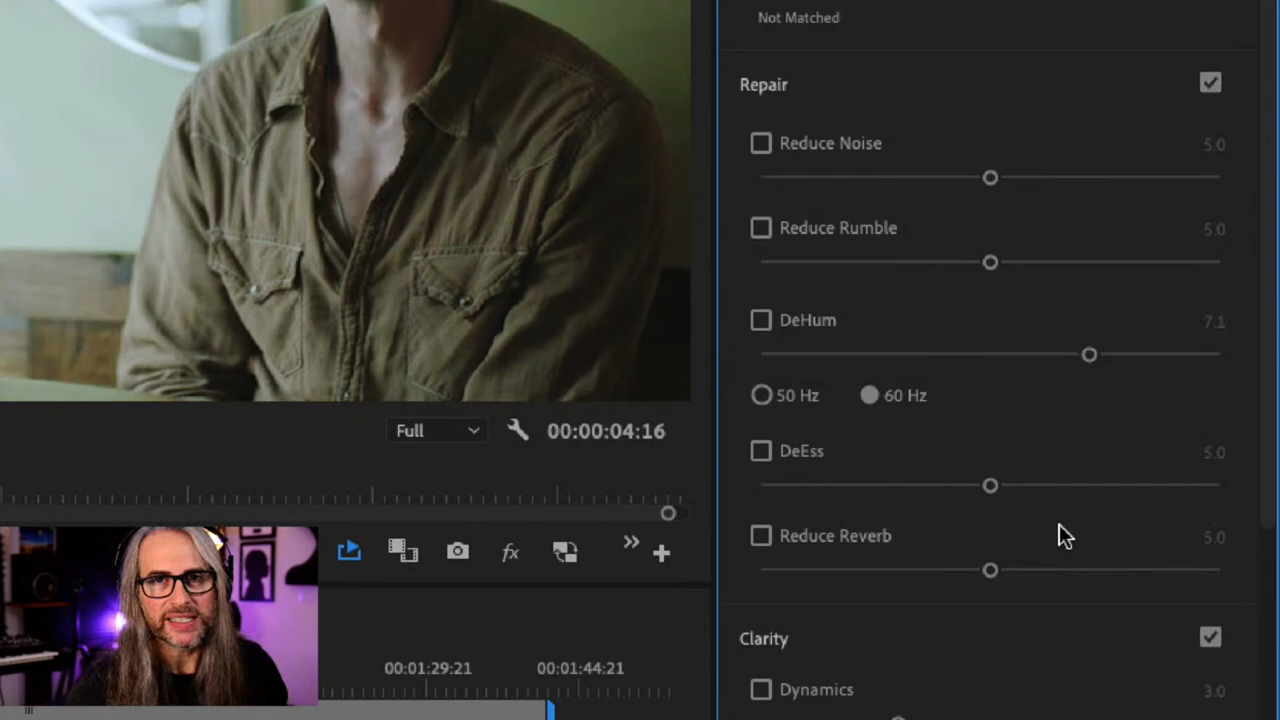 Not Matched
Repair
Reduce Noise 5.0
Reduce Rumble 5.0
DeHum 7.1
50 Hz 60 Hz
Full 00:00:04:16
DeEss 5.0
Reduce Reverb 5.0
fx
Clarity
00:01:29:21 00:01:44:21
Dynamics 3.0